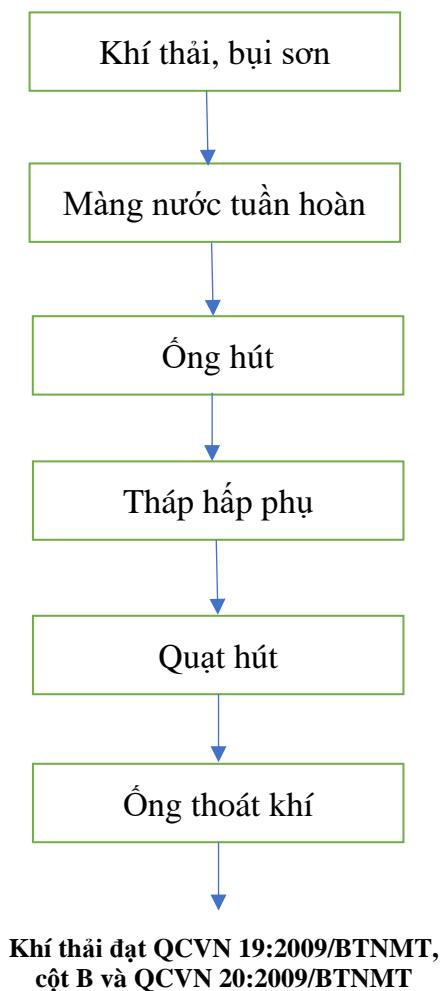 Khí thải, bụi sơn
Màng nước tuần hoàn
Ống hút
Tháp hấp phụ
Quạt hút
Ống thoát khí
Khí thải đạt QCVN 19:2009/BTNMT,
cột B và QCVN 20:2009/BTNMT